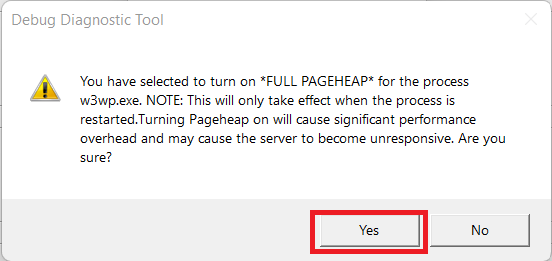 Debug Diagnostic Tool
You have selected to turn on *FULL PAGEHEAP* for the process
w3wp.exe. NOTE: This will only take effect when the process is
restarted.Turning Pageheap on will cause significant performance
overhead and may cause the server to become unresponsive. Are you
sure?
Yes
No